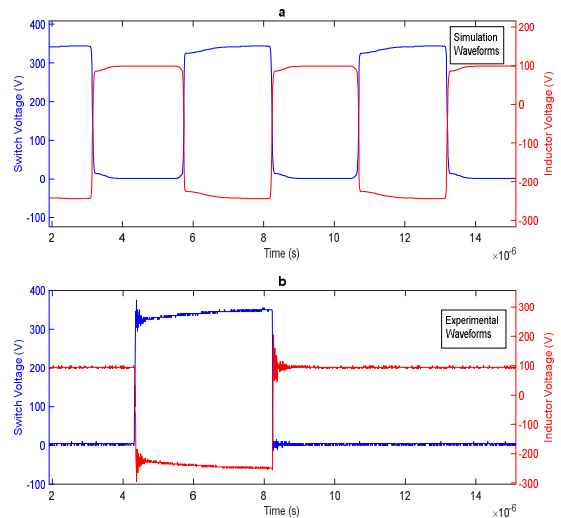 a
400
300
200
100
0
-100
Switch Voltage (V)
200
100
0
-100
-200
-300
Inductor Voltage (V)
Simulation
Waveforms
2 4 6 8 10 12 14
Time (s)
×10⁻⁶
b
400
300
200
100
0
-100
Switch Voltage (V)
300
200
100
0
-100
-200
-300
Inductor Voltaage (V)
Experimental
Waveforms
2 4 6 8 10 12 14
Time (s)
×10⁻⁶